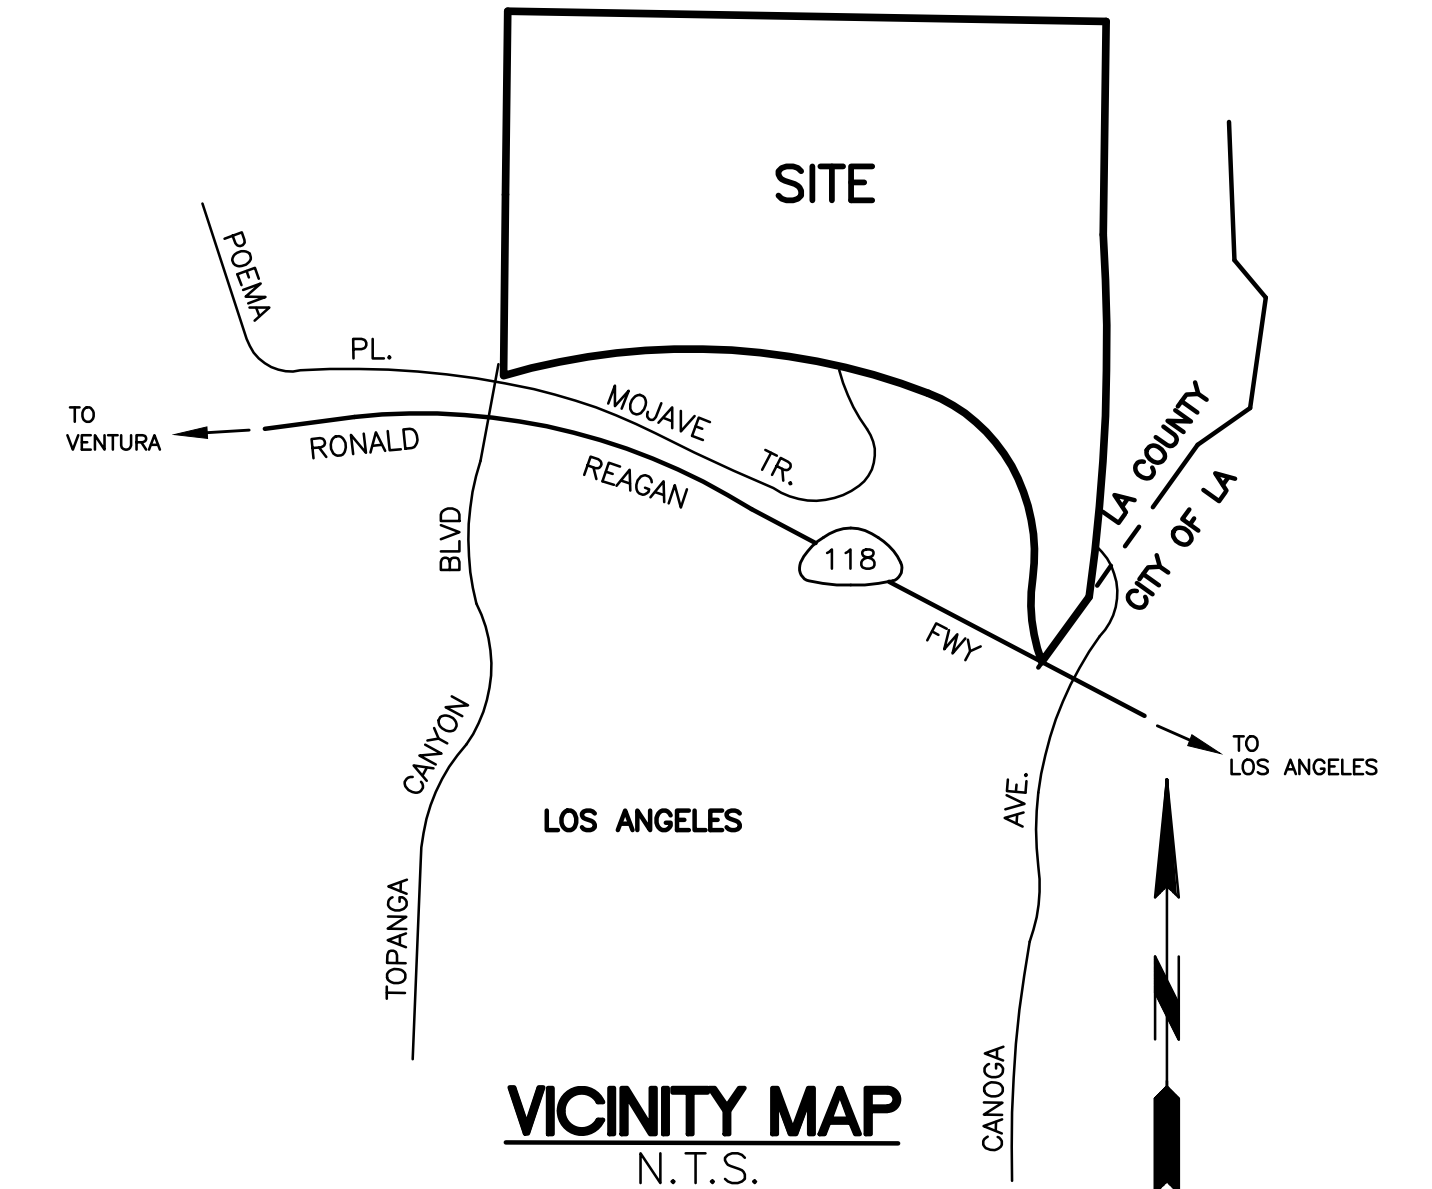 SITE
POEMA
PL.
TO
VENTURA
RONALD
MOJAVE
TR.
REAGAN
118
FWY
LA COUNTY
CITY OF LA
BLVD
CANYON
TOPANGA
LOS ANGELES
TO
LOS ANGELES
AVE.
CANOGA
N
VICINITY MAP
N.T.S.